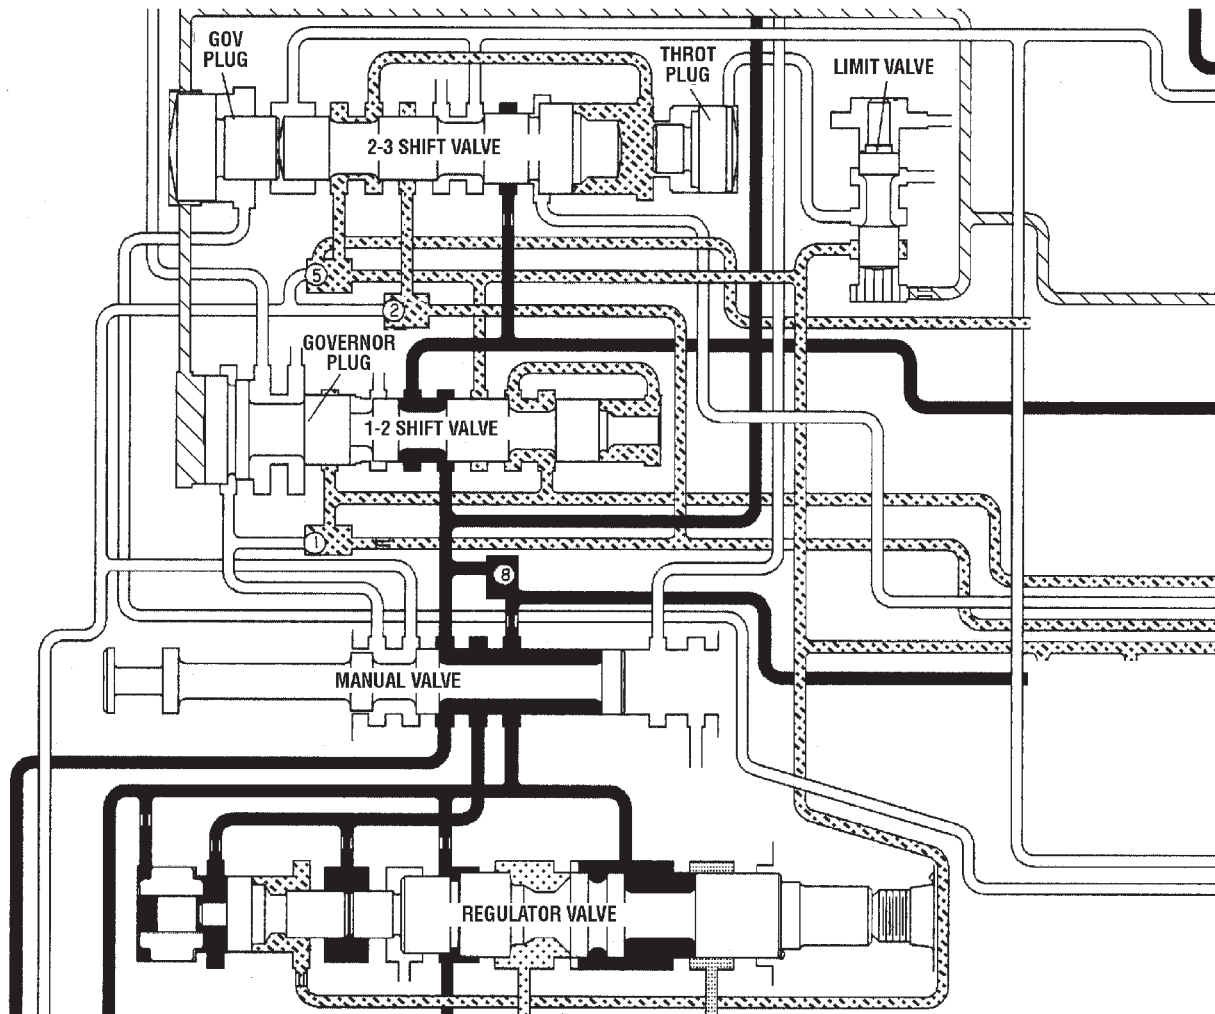 GOV
PLUG
THROT
PLUG
LIMIT VALVE
2-3 SHIFT VALVE
5
2
GOVERNOR
PLUG
1-2 SHIFT VALVE
1
8
MANUAL VALVE
REGULATOR VALVE